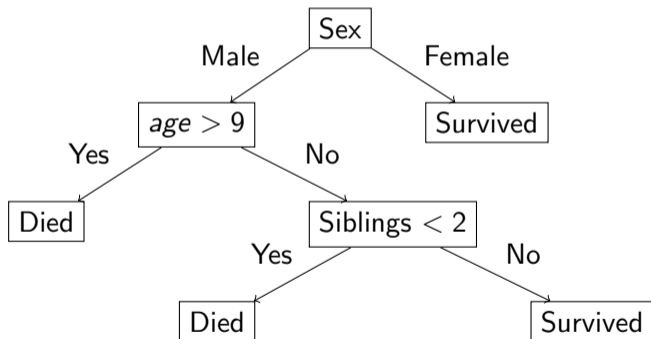 Sex
Male
Female
age > 9
Survived
Yes
No
Died
Siblings < 2
Yes
No
Died
Survived